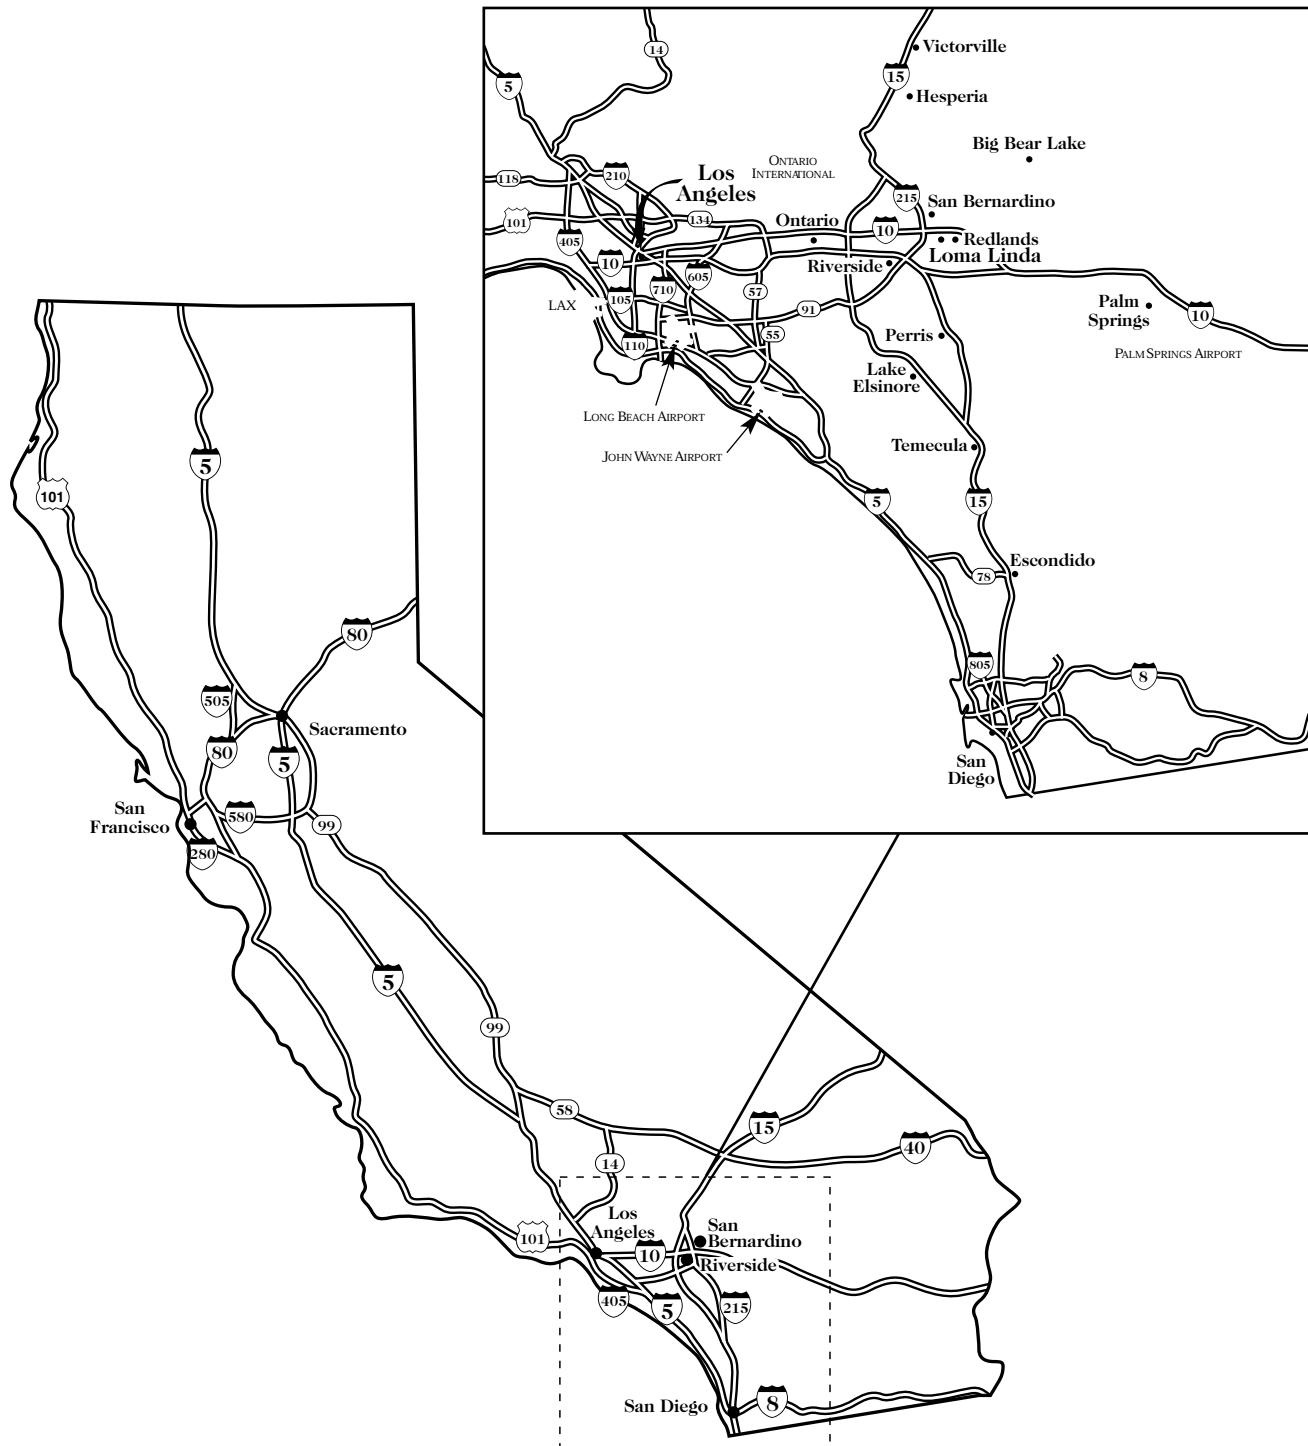 14
Victorville
5
15
Hesperia
Big Bear Lake
118
210
Los
Angeles
ONTARIO
INTERNATIONAL
215
San Bernardino
101
134
Ontario
10
405
Redlands
Loma Linda
10
605
Riverside
710
57
LAX
105
91
Palm
Springs
10
110
55
Perris
PALM SPRINGS AIRPORT
Lake
Elsinore
LONG BEACH AIRPORT
JOHN WAYNE AIRPORT
Temecula
5
15
Escondido
78
805
8
San
Diego
5
101
80
505
Sacramento
80
5
San
Francisco
580
99
280
5
99
58
15
40
14
Los
Angeles
San
Bernardino
101
10
Riverside
405
5
215
San Diego
8